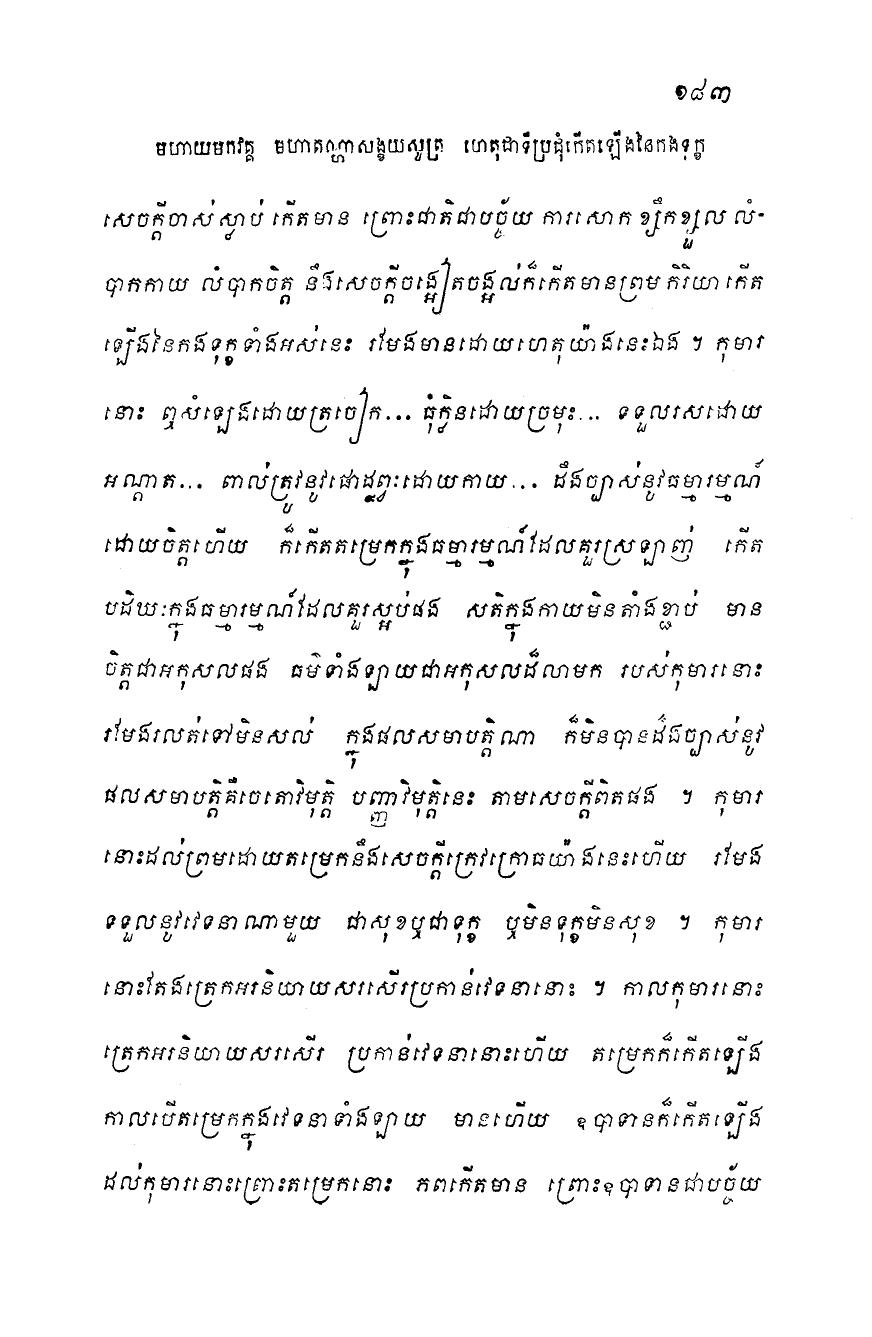 ១៨៣
មហាយមកវគ្គ មហាតណ្ហាសង្ខយសូត្រ ហេតុជាទីប្រជុំកើតឡើងនៃកងទុក្ខ
សេចក្តីចាស់ស្លាប់ កើតមាន ព្រោះជាតិជាបច្ច័យ ការសោក ខ្សឹកខ្សួល លំ-
បាកកាយ លំបាកចិត្ត នឹងសេចក្តីចង្អៀតចង្អល់ក៏កើតមានព្រម កិរិយាកើត
ឡើងនៃកងទុក្ខទាំងអស់នេះ រមែងមានដោយហេតុយ៉ាងនេះឯង ។ កុមារ
នោះ ឮសំឡេងដោយត្រចៀក... ធុំក្លិនដោយច្រមុះ... ទទួលរសដោយ
អណ្តាត... ពាល់ត្រូវនូវផោដ្ឋព្វៈដោយកាយ... ដឹងច្បាស់នូវធម្មារម្មណ៍
ដោយចិត្តហើយ ក៏កើតតម្រេកក្នុងធម្មារម្មណ៍ដែលគួរស្រឡាញ់ កើត
បដិឃៈក្នុងធម្មារម្មណ៍ដែលគួរស្អប់ផង សតិក្នុងកាយមិនតាំងខ្ជាប់ មាន
ចិត្តជាអកុសលផង ធម៌ទាំងឡាយជាអកុសលដ៏លាមក របស់កុមារនោះ
រមែងរលត់ទៅមិនសល់ ក្នុងផលសមាបត្តិណា ក៏មិនបានដឹងច្បាស់នូវ
ផលសមាបត្តិគឺចេតោវិមុត្តិ បញ្ញាវិមុត្តិនេះ តាមសេចក្តីពិតផង ។ កុមារ
នោះដល់ព្រមដោយតម្រេកនឹងសេចក្តីក្រេវក្រោធយ៉ាងនេះហើយ រមែង
ទទួលនូវវេទនាណាមួយ ជាសុខឬជាទុក្ខ ឬមិនទុក្ខមិនសុខ ។ កុមារ
នោះតែងត្រេកអរនិយាយសរសើរប្រកាន់វេទនានោះ ។ កាលកុមារនោះ
ត្រេកអរនិយាយសរសើរ ប្រកាន់វេទនានោះហើយ តម្រេកក៏កើតឡើង
កាលបើតម្រេកក្នុងវេទនាទាំងឡាយ មានហើយ ឧបាទានក៏កើតឡើង
ដល់កុមារនោះព្រោះតម្រេកនោះ ភពកើតមាន ព្រោះឧបាទានជាបច្ច័យ